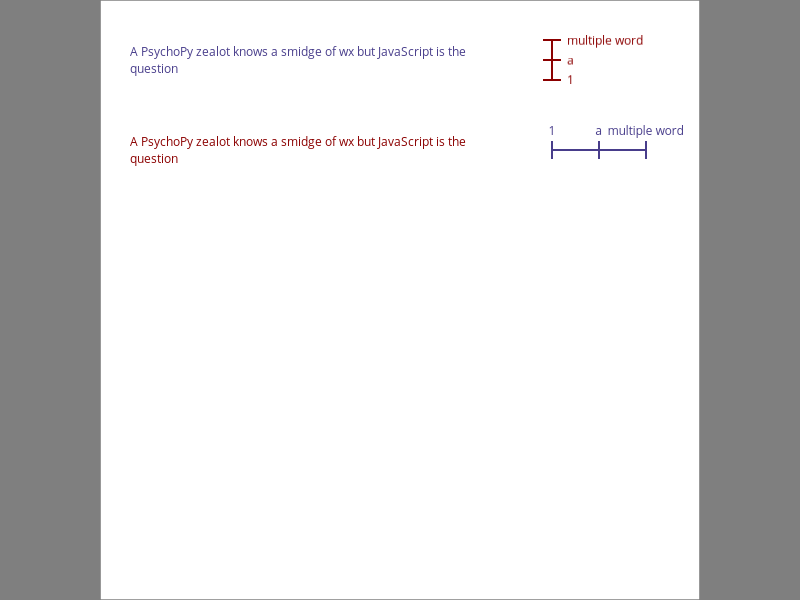 A PsychoPy zealot knows a smidge of wx but JavaScript is the
question
multiple word
a
1
A PsychoPy zealot knows a smidge of wx but JavaScript is the
question
1 a multiple word